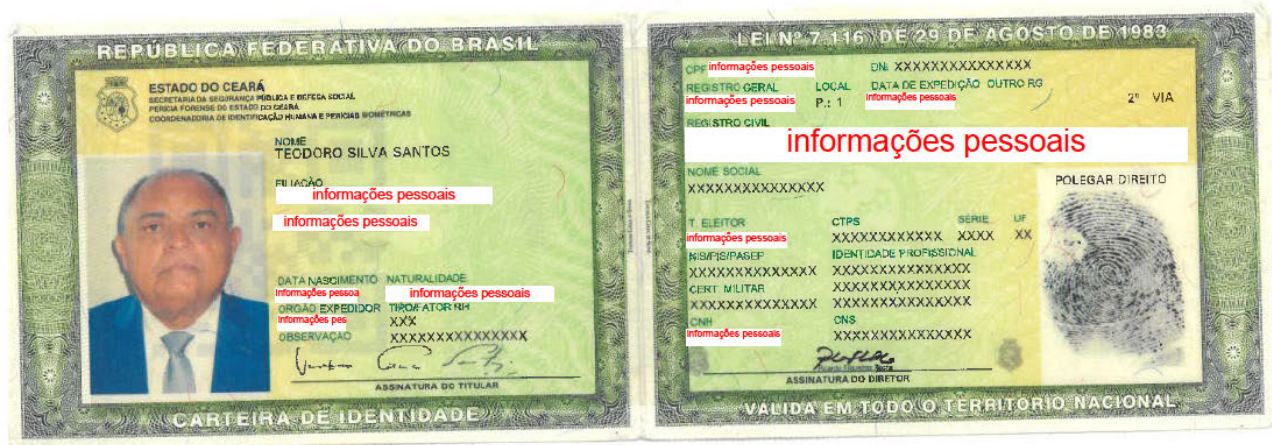 REPÚBLICA FEDERATIVA DO BRASIL
ESTADO DO CEARÁ
SECRETARIA DA SEGURANÇA PÚBLICA E DEFESA SOCIAL
PERÍCIA FORENSE DO ESTADO DO CEARÁ
COORDENADORIA DE IDENTIFICAÇÃO HUMANA E PERÍCIAS BIOMÉTRICAS
NOME
TEODORO SILVA SANTOS
FILIAÇÃO
informações pessoais
informações pessoais
DATA NASCIMENTO NATURALIDADE
Informações pessoa informações pessoais
ORGÃO EXPEDIDOR TIPO/FATOR RH
Informações pes XXX
OBSERVAÇÃO XXXXXXXXXXXXXXX
ASSINATURA DO TITULAR
CARTEIRA DE IDENTIDADE
LEI Nº 7.116 DE 29 DE AGOSTO DE 1983
CPF informações pessoais DNI XXXXXXXXXXXXXXX
REGISTRO GERAL LOCAL DATA DE EXPEDIÇÃO OUTRO RG
informações pessoais P.: 1 informações pessoais 2ª VIA
REGISTRO CIVIL
informações pessoais
NOME SOCIAL
XXXXXXXXXXXXXXX
POLEGAR DIREITO
T. ELEITOR CTPS SÉRIE UF
informações pessoais XXXXXXXXXXXX XXXX XX
NIS/PIS/PASEP IDENTIDADE PROFISSIONAL
XXXXXXXXXXXXXX XXXXXXXXXXXXXXX
CERT. MILITAR XXXXXXXXXXXXXXX
XXXXXXXXXXXXXX XXXXXXXXXXXXXXX
CNH CNS
informações pessoais XXXXXXXXXXXXXXX
ASSINATURA DO DIRETOR
VÁLIDA EM TODO O TERRITÓRIO NACIONAL